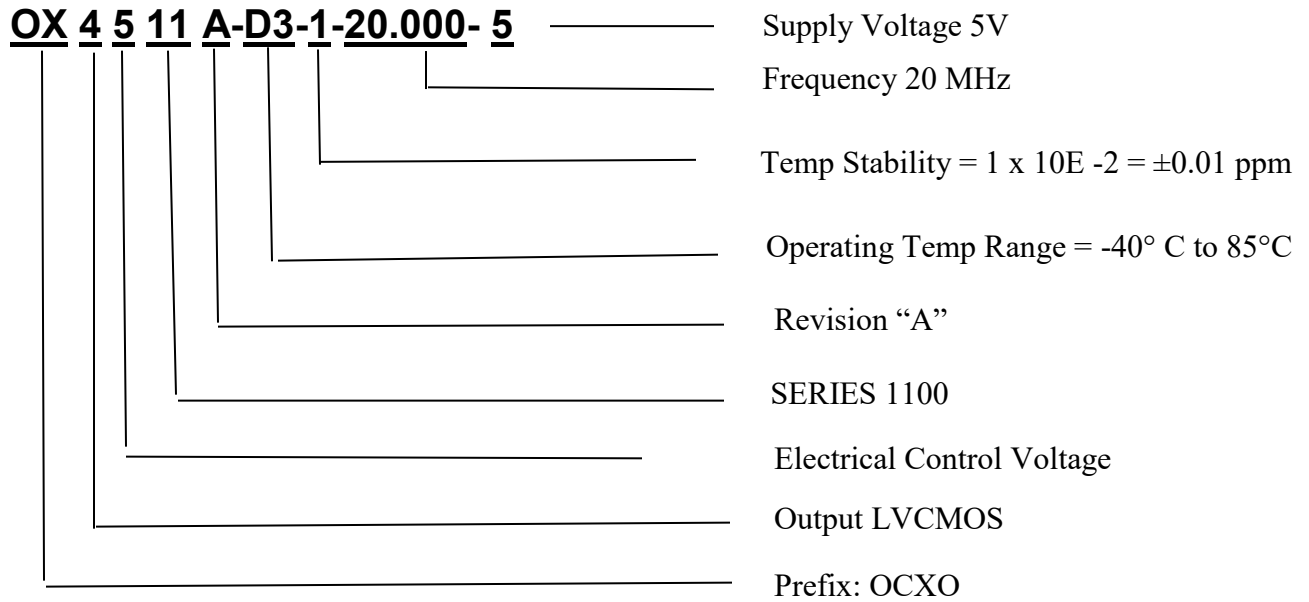 OX 4 5 11 A-D3-1-20.000- 5
Supply Voltage 5V
Frequency 20 MHz
Temp Stability = 1 x 10E -2 = ±0.01 ppm
Operating Temp Range = -40° C to 85°C
Revision “A”
SERIES 1100
Electrical Control Voltage
Output LVCMOS
Prefix: OCXO